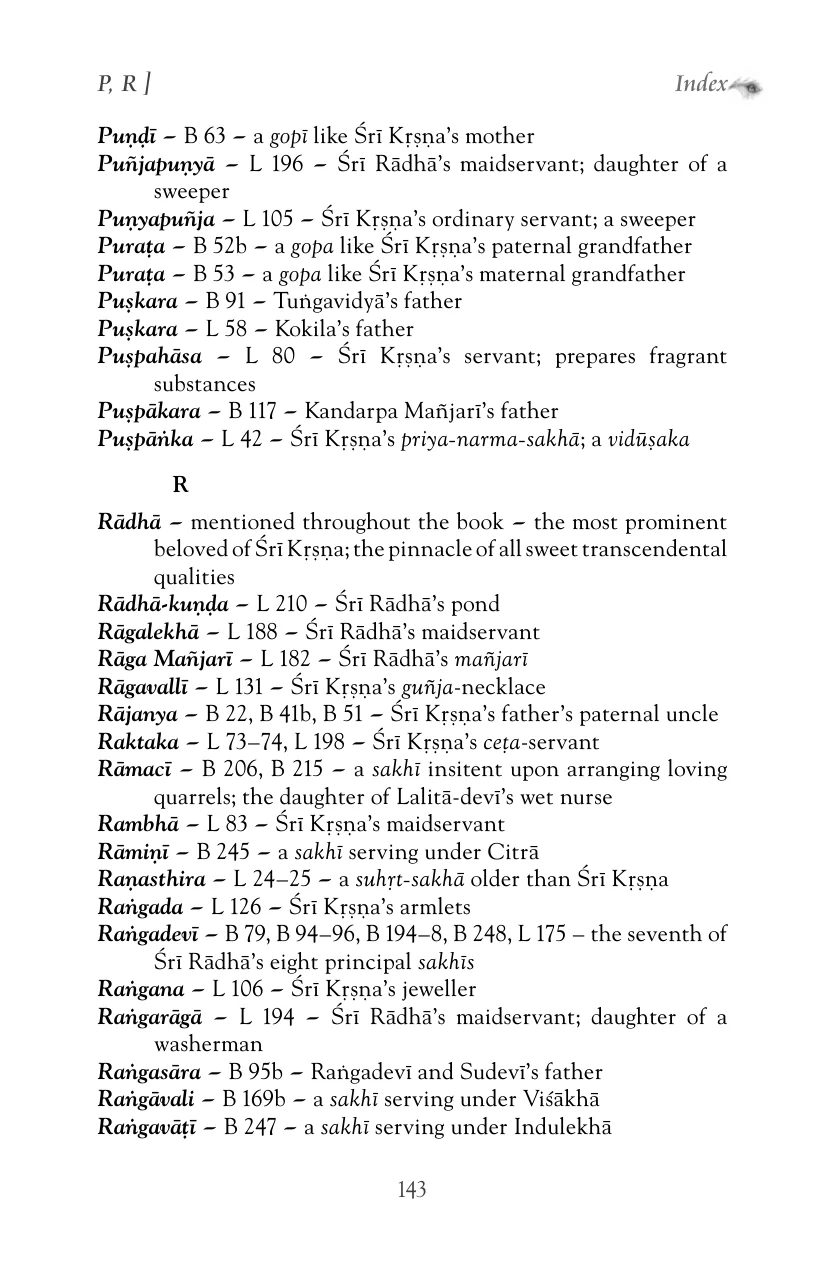 P, R ]
Index
Puṇḍī – B 63 – a gopī like Śrī Kṛṣṇa’s mother
Puñjapuṇyā – L 196 – Śrī Rādhā’s maidservant; daughter of a
sweeper
Puṇyapuñja – L 105 – Śrī Kṛṣṇa’s ordinary servant; a sweeper
Puraṭa – B 52b – a gopa like Śrī Kṛṣṇa’s paternal grandfather
Puraṭa – B 53 – a gopa like Śrī Kṛṣṇa’s maternal grandfather
Puṣkara – B 91 – Tuṅgavidyā’s father
Puṣkara – L 58 – Kokila’s father
Puṣpahāsa – L 80 – Śrī Kṛṣṇa’s servant; prepares fragrant
substances
Puṣpākara – B 117 – Kandarpa Mañjarī’s father
Puṣpāṅka – L 42 – Śrī Kṛṣṇa’s priya-narma-sakhā; a vidūṣaka
R
Rādhā – mentioned throughout the book – the most prominent
beloved of Śrī Kṛṣṇa; the pinnacle of all sweet transcendental
qualities
Rādhā-kuṇḍa – L 210 – Śrī Rādhā’s pond
Rāgalekhā – L 188 – Śrī Rādhā’s maidservant
Rāga Mañjarī – L 182 – Śrī Rādhā’s mañjarī
Rāgavallī – L 131 – Śrī Kṛṣṇa’s guñja-necklace
Rājanya – B 22, B 41b, B 51 – Śrī Kṛṣṇa’s father’s paternal uncle
Raktaka – L 73–74, L 198 – Śrī Kṛṣṇa’s ceṭa-servant
Rāmacī – B 206, B 215 – a sakhī insitent upon arranging loving
quarrels; the daughter of Lalitā-devī’s wet nurse
Rambhā – L 83 – Śrī Kṛṣṇa’s maidservant
Rāmiṇī – B 245 – a sakhī serving under Citrā
Raṇasthira – L 24–25 – a suhṛt-sakhā older than Śrī Kṛṣṇa
Raṅgada – L 126 – Śrī Kṛṣṇa’s armlets
Raṅgadevī – B 79, B 94–96, B 194–8, B 248, L 175 – the seventh of
Śrī Rādhā’s eight principal sakhīs
Raṅgana – L 106 – Śrī Kṛṣṇa’s jeweller
Raṅgarāgā – L 194 – Śrī Rādhā’s maidservant; daughter of a
washerman
Raṅgasāra – B 95b – Raṅgadevī and Sudevī’s father
Raṅgāvali – B 169b – a sakhī serving under Viśākhā
Raṅgavāṭī – B 247 – a sakhī serving under Indulekhā
143